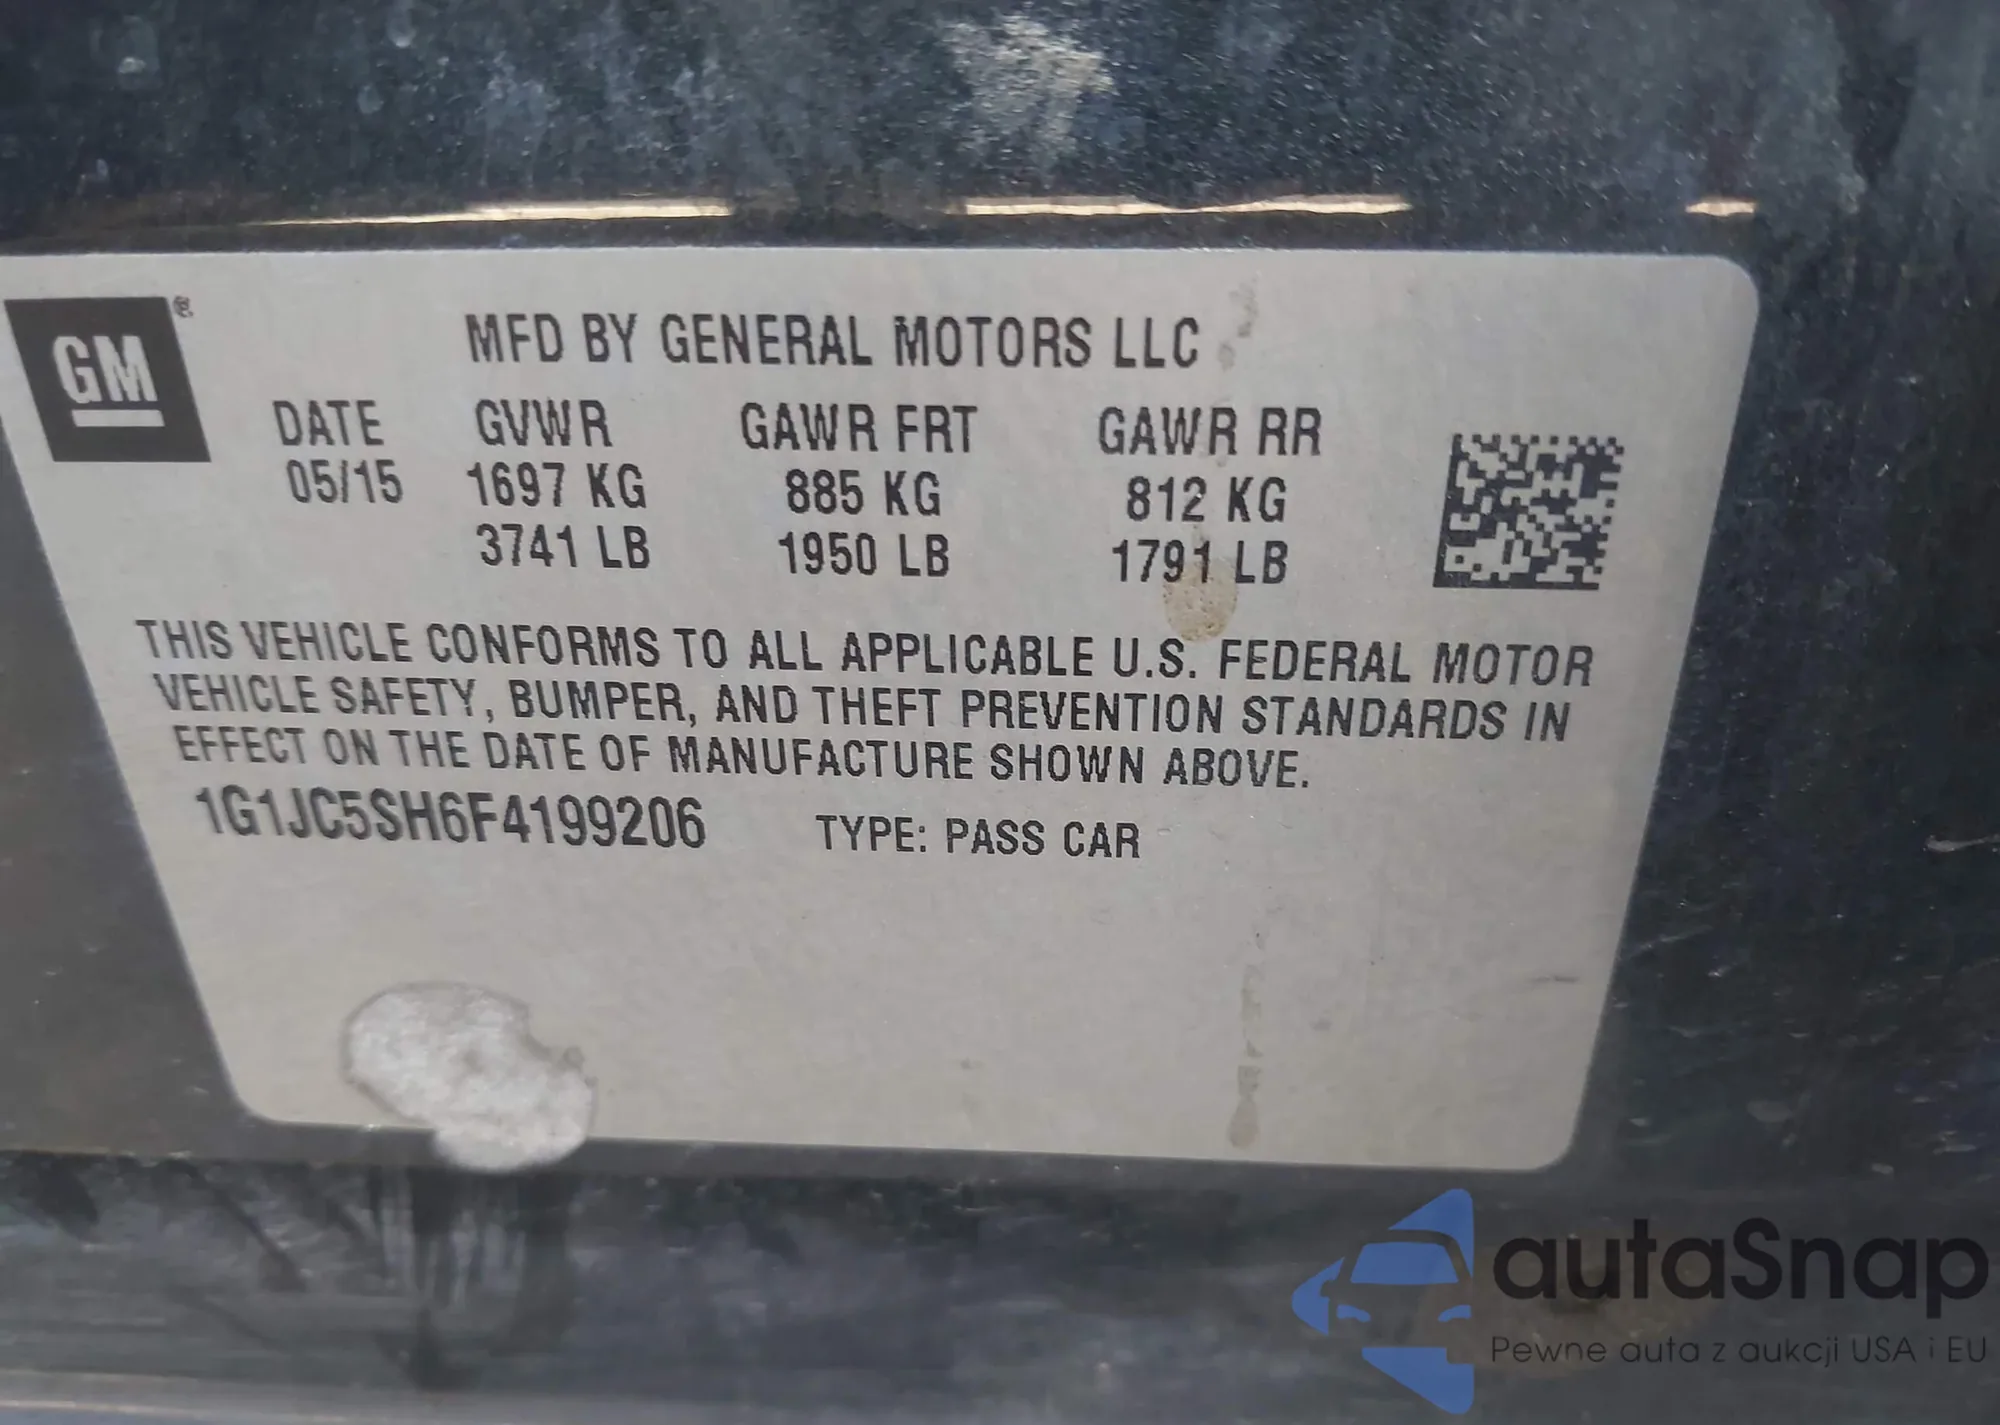 GM®
MFD BY GENERAL MOTORS LLC
DATE GVWR GAWR FRT GAWR RR
05/15 1697 KG 885 KG 812 KG
3741 LB 1950 LB 1791 LB
THIS VEHICLE CONFORMS TO ALL APPLICABLE U.S. FEDERAL MOTOR
VEHICLE SAFETY, BUMPER, AND THEFT PREVENTION STANDARDS IN
EFFECT ON THE DATE OF MANUFACTURE SHOWN ABOVE.
1G1JC5SH6F4199206 TYPE: PASS CAR
autaSnap
Pewne auta z aukcji USA i EU